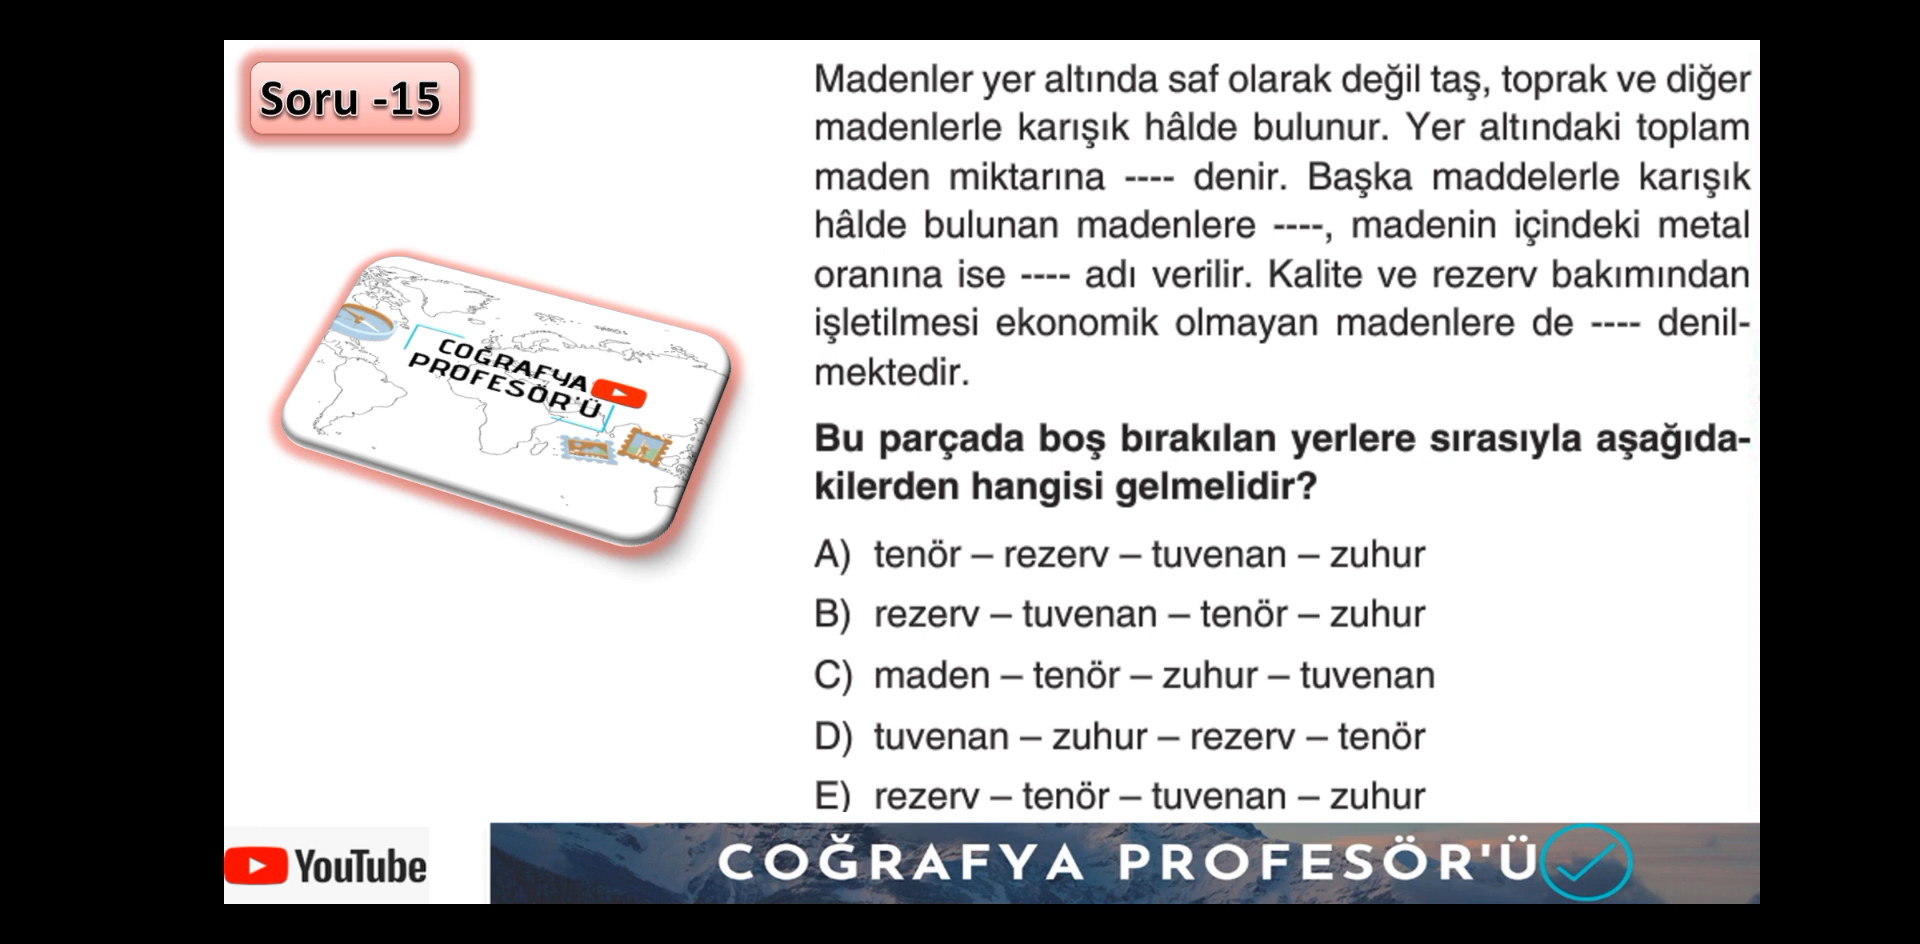 Soru -15
Madenler yer altında saf olarak değil taş, toprak ve diğer
madenlerle karışık hâlde bulunur. Yer altındaki toplam
maden miktarına ---- denir. Başka maddelerle karışık
hâlde bulunan madenlere ----, madenin içindeki metal
oranına ise ---- adı verilir. Kalite ve rezerv bakımından
işletilmesi ekonomik olmayan madenlere de ---- denil-
mektedir.
Bu parçada boş bırakılan yerlere sırasıyla aşağıda-
kilerden hangisi gelmelidir?
A) tenör – rezerv – tuvenan – zuhur
B) rezerv – tuvenan – tenör – zuhur
C) maden – tenör – zuhur – tuvenan
D) tuvenan – zuhur – rezerv – tenör
E) rezerv – tenör – tuvenan – zuhur
COĞRAFYA
PROFESÖR'Ü
YouTube
COĞRAFYA PROFESÖR'Ü